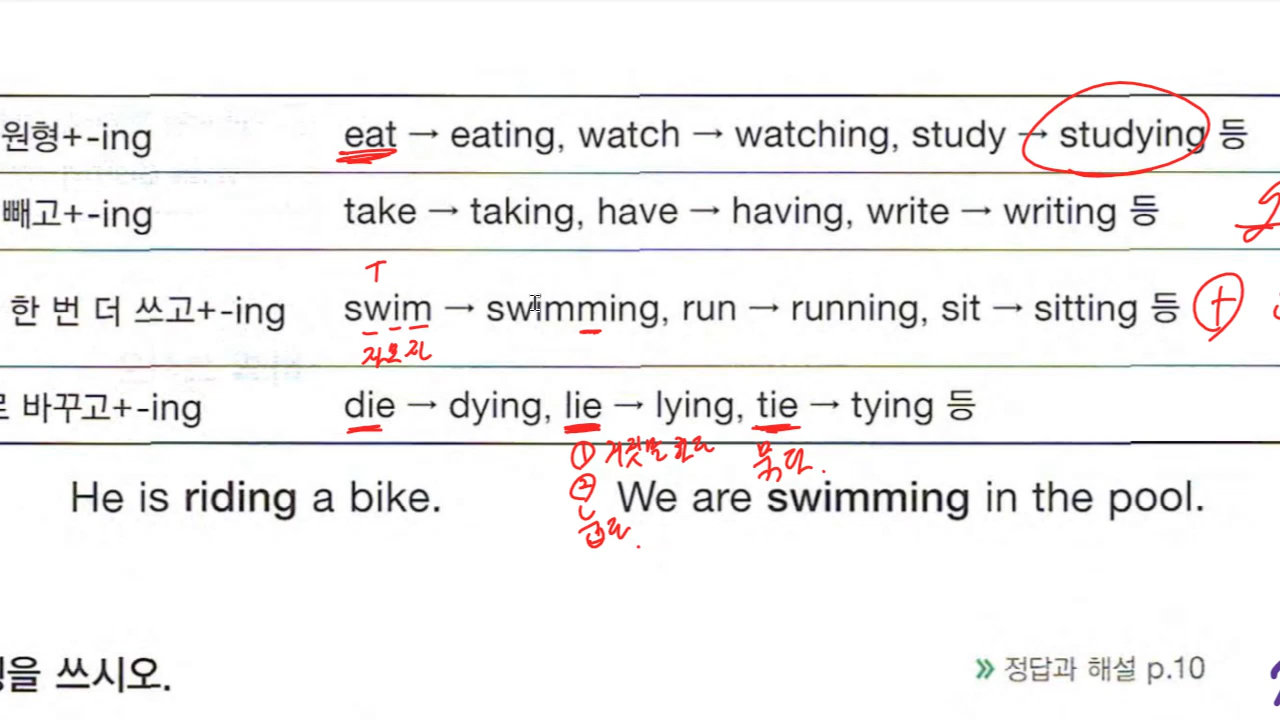 원형+-ing eat → eating, watch → watching, study → studying 등
빼고+-ing take → taking, have → having, write → writing 등
한 번 더 쓰고+-ing swim → swimming, run → running, sit → sitting 등
자모자
로 바꾸고+-ing die → dying, lie → lying, tie → tying 등
① 거짓말 한다
묶다.
②
눕다.
He is riding a bike. We are swimming in the pool.
을 쓰시오.
정답과 해설 p.10